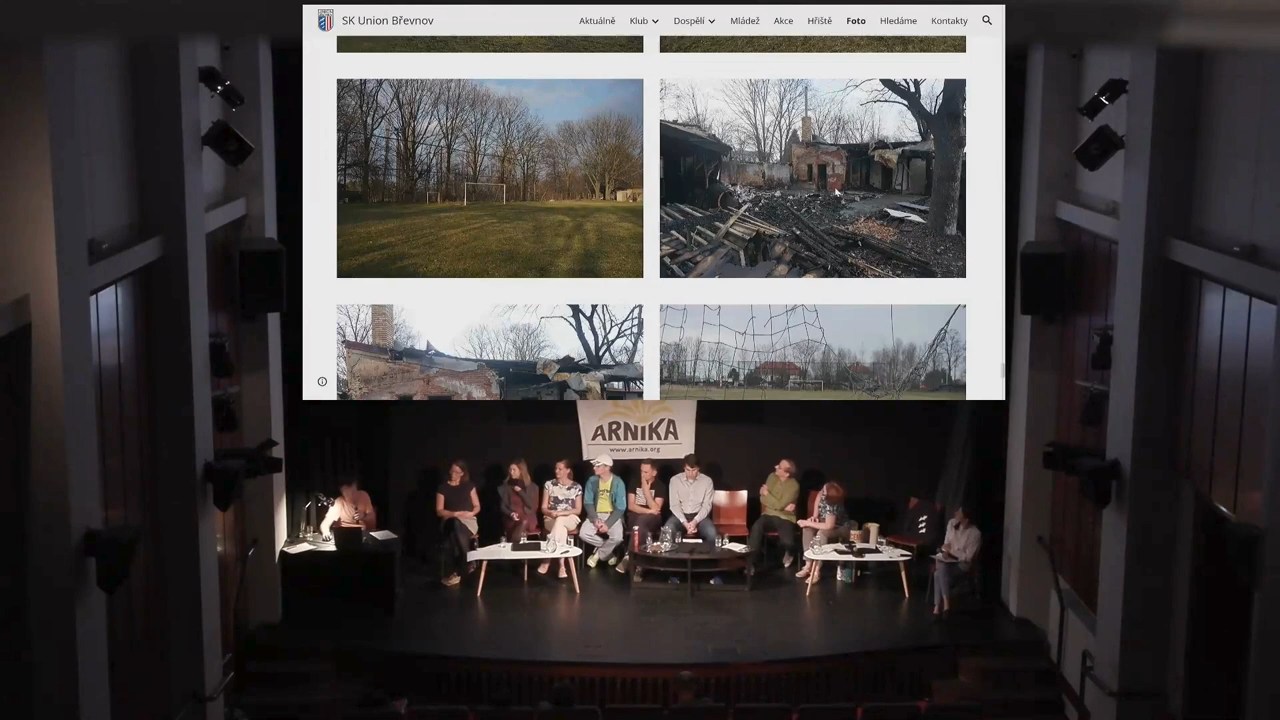 SK Union Břevnov
Aktuálně Klub Dospělí Mládež Akce Hřiště Foto Hledáme Kontakty
ARNIKA
www.arnika.org